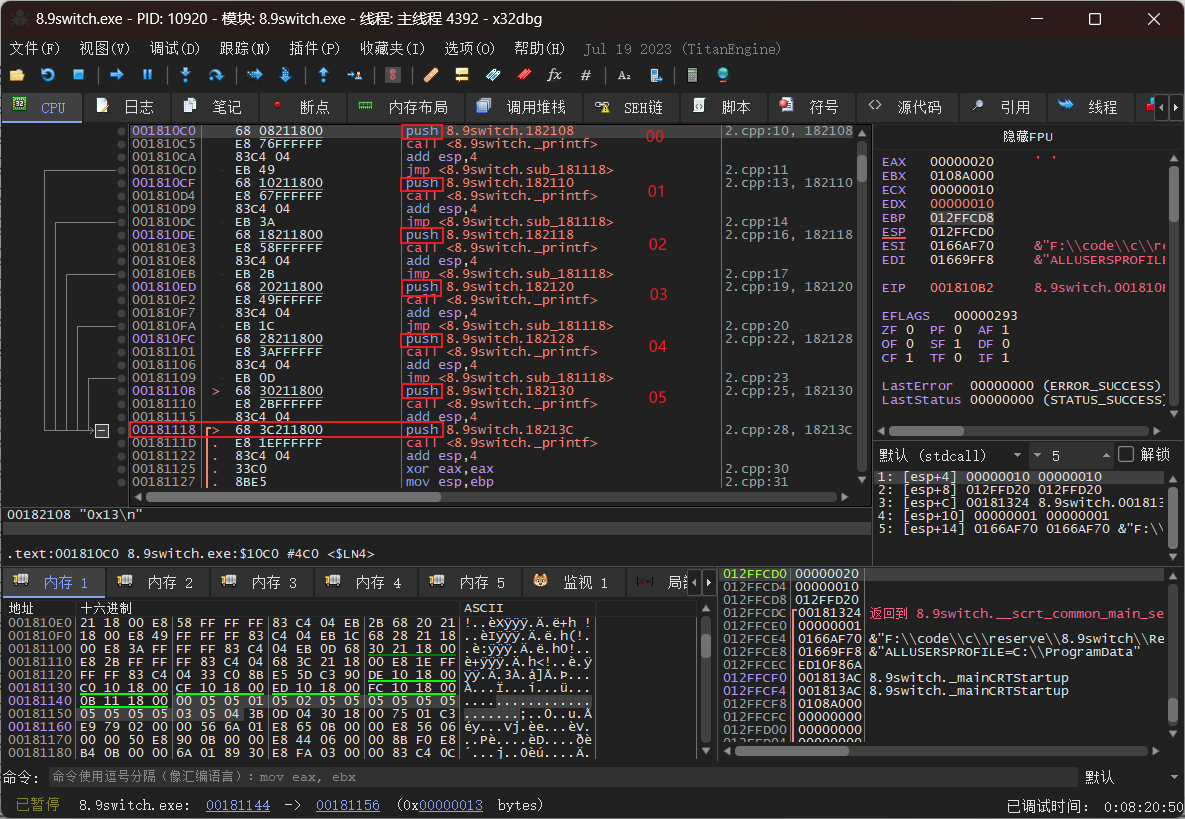 8.9switch.exe - PID: 10920 - 模块: 8.9switch.exe - 线程: 主线程 4392 - x32dbg
文件(F) 视图(V) 调试(D) 跟踪(N) 插件(P) 收藏夹(I) 选项(O) 帮助(H) Jul 19 2023 (TitanEngine)
CPU 日志 笔记 断点 内存布局 调用堆栈 SEH链 脚本 符号 源代码 引用 线程
001810C0 68 08211800 push 8.9switch.182108 00 2.cpp:10, 182108
001810C5 E8 76FFFFFF call <8.9switch._printf>
001810CA 83C4 04 add esp,4
001810CD EB 49 jmp <8.9switch.sub_181118> 2.cpp:11
001810CF 68 10211800 push 8.9switch.182110 01 2.cpp:13, 182110
001810D4 E8 67FFFFFF call <8.9switch._printf>
001810D9 83C4 04 add esp,4
001810DC EB 3A jmp <8.9switch.sub_181118> 2.cpp:14
001810DE 68 18211800 push 8.9switch.182118 02 2.cpp:16, 182118
001810E3 E8 58FFFFFF call <8.9switch._printf>
001810E8 83C4 04 add esp,4
001810EB EB 2B jmp <8.9switch.sub_181118> 2.cpp:17
001810ED 68 20211800 push 8.9switch.182120 03 2.cpp:19, 182120
001810F2 E8 49FFFFFF call <8.9switch._printf>
001810F7 83C4 04 add esp,4
001810FA EB 1C jmp <8.9switch.sub_181118> 2.cpp:20
001810FC 68 28211800 push 8.9switch.182128 04 2.cpp:22, 182128
00181101 E8 3AFFFFFF call <8.9switch._printf>
00181106 83C4 04 add esp,4
00181109 EB 0D jmp <8.9switch.sub_181118> 2.cpp:23
0018110B > 68 30211800 push 8.9switch.182130 05 2.cpp:25, 182130
00181110 E8 2BFFFFFF call <8.9switch._printf>
00181115 83C4 04 add esp,4
00181118 > 68 3C211800 push 8.9switch.18213C 2.cpp:28, 18213C
0018111D . E8 1EFFFFFF call <8.9switch._printf>
00181122 . 83C4 04 add esp,4
00181125 . 33C0 xor eax,eax 2.cpp:30
00181127 . 8BE5 mov esp,ebp 2.cpp:31
00182108 "0x13\n"
.text:001810C0 8.9switch.exe:$10C0 #4C0 <$LN4>
隐藏FPU
EAX 00000020 ' '
EBX 0108A000
ECX 00000010
EDX 00000010
EBP 012FFCD8
ESP 012FFCD0
ESI 0166AF70 &"F:\\code\\c\\re
EDI 01669FF8 &"ALLUSERSPROFILE
EIP 001810B2 8.9switch.001810B
EFLAGS 00000293
ZF 0 PF 0 AF 1
OF 0 SF 1 DF 0
CF 1 TF 0 IF 1
LastError 00000000 (ERROR_SUCCESS)
LastStatus 00000000 (STATUS_SUCCESS)
默认 (stdcall) 5 解锁
1: [esp+4] 00000010 00000010
2: [esp+8] 012FFD20 012FFD20
3: [esp+C] 00181324 8.9switch.001813
4: [esp+10] 00000001 00000001
5: [esp+14] 0166AF70 0166AF70 &"F:\\
内存 1 内存 2 内存 3 内存 4 内存 5 监视 1 局部
地址 十六进制 ASCII
001810E0 21 18 00 E8 58 FF FF FF 83 C4 04 EB 2B 68 20 21
001810F0 18 00 E8 49 FF FF FF 83 C4 04 EB 1C 68 28 21 18
00181100 00 E8 3A FF FF FF 83 C4 04 EB 0D 68 30 21 18 00
00181110 E8 2B FF FF FF 83 C4 04 68 3C 21 18 00 E8 1E FF
00181120 FF FF 83 C4 04 33 C0 8B E5 5D C3 90 DE 10 18 00
00181130 C0 10 18 00 CF 10 18 00 ED 10 18 00 FC 10 18 00
00181140 0B 11 18 00 00 05 05 01 05 02 05 05 05 05 05 05
00181150 05 05 05 05 03 05 04 3B 0D 04 30 18 00 75 01 C3
00181160 E9 79 02 00 00 56 6A 01 E8 65 0B 00 00 E8 56 06
00181170 00 00 50 E8 90 0B 00 00 E8 44 06 00 00 8B F0 E8
00181180 B4 0B 00 00 6A 01 89 30 E8 FA 03 00 00 83 C4 0C
012FFCD0 00000020
012FFCD4 00000010
012FFCD8 012FFD20
012FFCDC 00181324 返回到 8.9switch.__scrt_common_main_se
012FFCE0 00000001
012FFCE4 0166AF70 &"F:\\code\\c\\reserve\\8.9switch\\Re
012FFCE8 01669FF8 &"ALLUSERSPROFILE=C:\\ProgramData"
012FFCEC ED10F86A
012FFCF0 001813AC 8.9switch._mainCRTStartup
012FFCF4 001813AC 8.9switch._mainCRTStartup
012FFCF8 0108A000
012FFCFC 00000000
012FFD00 00000000
012FFD04 00000000
命令: 命令使用逗号分隔（像汇编语言）: mov eax, ebx 默认
已暂停 8.9switch.exe: 00181144 -> 00181156 (0x00000013 bytes) 已调试时间: 0:08:20:50